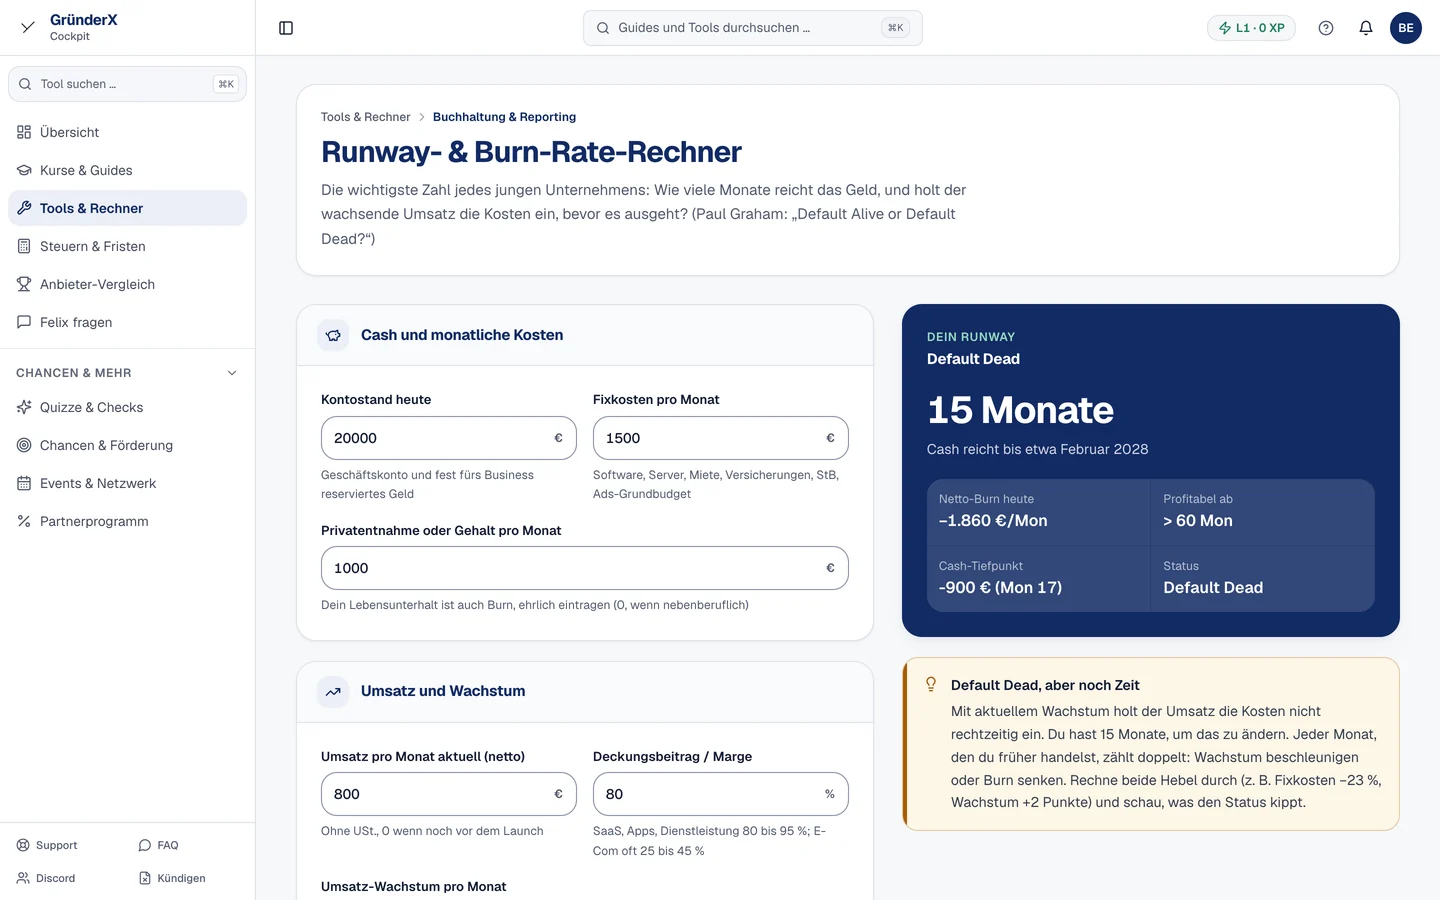 GründerX
Cockpit
Tool suchen …
⌘K
Übersicht
Kurse & Guides
Tools & Rechner
Steuern & Fristen
Anbieter-Vergleich
Felix fragen
CHANCEN & MEHR
Quizze & Checks
Chancen & Förderung
Events & Netzwerk
Partnerprogramm
Support
FAQ
Discord
Kündigen
Guides und Tools durchsuchen …
⌘K
L1 · 0 XP
BE
Tools & Rechner
Buchhaltung & Reporting
Runway- & Burn-Rate-Rechner
Die wichtigste Zahl jedes jungen Unternehmens: Wie viele Monate reicht das Geld, und holt der
wachsende Umsatz die Kosten ein, bevor es ausgeht? (Paul Graham: „Default Alive or Default
Dead?“)
Cash und monatliche Kosten
Kontostand heute
20000
€
Geschäftskonto und fest fürs Business
reserviertes Geld
Fixkosten pro Monat
1500
€
Software, Server, Miete, Versicherungen, StB,
Ads-Grundbudget
Privatentnahme oder Gehalt pro Monat
1000
€
Dein Lebensunterhalt ist auch Burn, ehrlich eintragen (0, wenn nebenberuflich)
Umsatz und Wachstum
Umsatz pro Monat aktuell (netto)
800
€
Ohne USt., 0 wenn noch vor dem Launch
Deckungsbeitrag / Marge
80
%
SaaS, Apps, Dienstleistung 80 bis 95 %; E-
Com oft 25 bis 45 %
Umsatz-Wachstum pro Monat
DEIN RUNWAY
Default Dead
15 Monate
Cash reicht bis etwa Februar 2028
Netto-Burn heute
−1.860 €/Mon
Profitabel ab
> 60 Mon
Cash-Tiefpunkt
-900 € (Mon 17)
Status
Default Dead
Default Dead, aber noch Zeit
Mit aktuellem Wachstum holt der Umsatz die Kosten nicht
rechtzeitig ein. Du hast 15 Monate, um das zu ändern. Jeder Monat,
den du früher handelst, zählt doppelt: Wachstum beschleunigen
oder Burn senken. Rechne beide Hebel durch (z. B. Fixkosten −23 %,
Wachstum +2 Punkte) und schau, was den Status kippt.